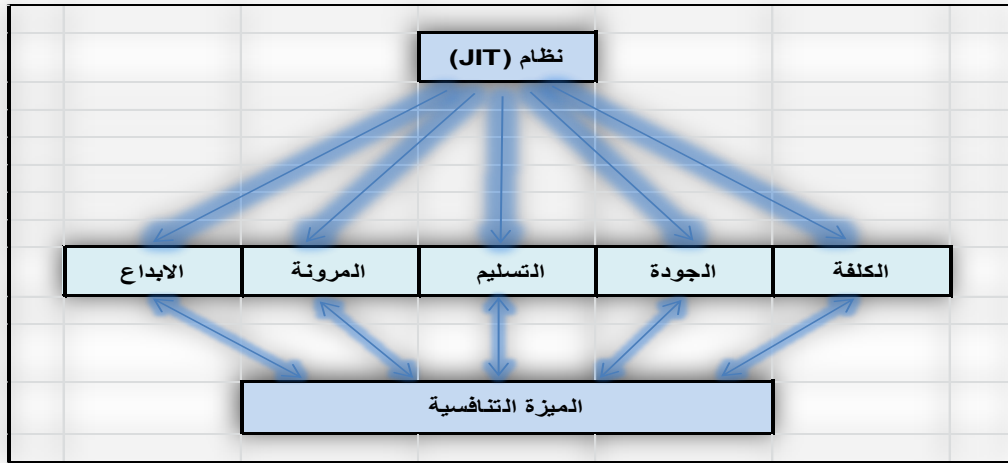 نظام (JIT)
الكلفة
الجودة
التسليم
المرونة
الابداع
الميزة التنافسية